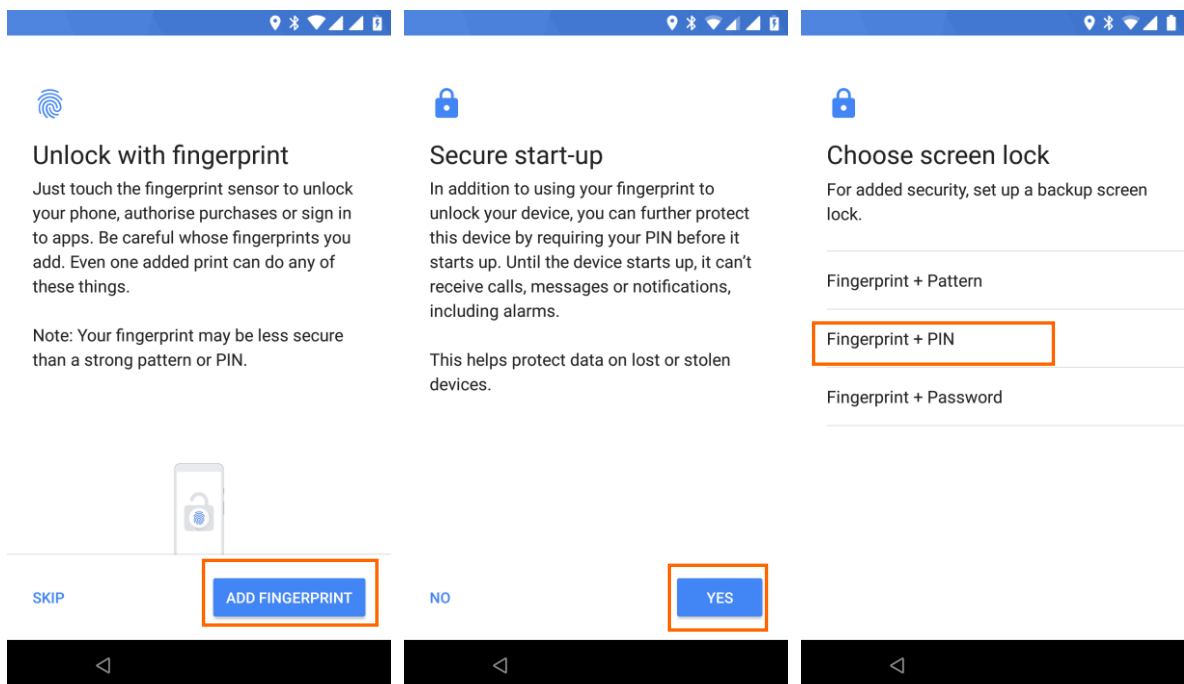 Unlock with fingerprint
Just touch the fingerprint sensor to unlock
your phone, authorise purchases or sign in
to apps. Be careful whose fingerprints you
add. Even one added print can do any of
these things.
Note: Your fingerprint may be less secure
than a strong pattern or PIN.
SKIP
ADD FINGERPRINT
Secure start-up
In addition to using your fingerprint to
unlock your device, you can further protect
this device by requiring your PIN before it
starts up. Until the device starts up, it can’t
receive calls, messages or notifications,
including alarms.
This helps protect data on lost or stolen
devices.
NO
YES
Choose screen lock
For added security, set up a backup screen
lock.
Fingerprint + Pattern
Fingerprint + PIN
Fingerprint + Password